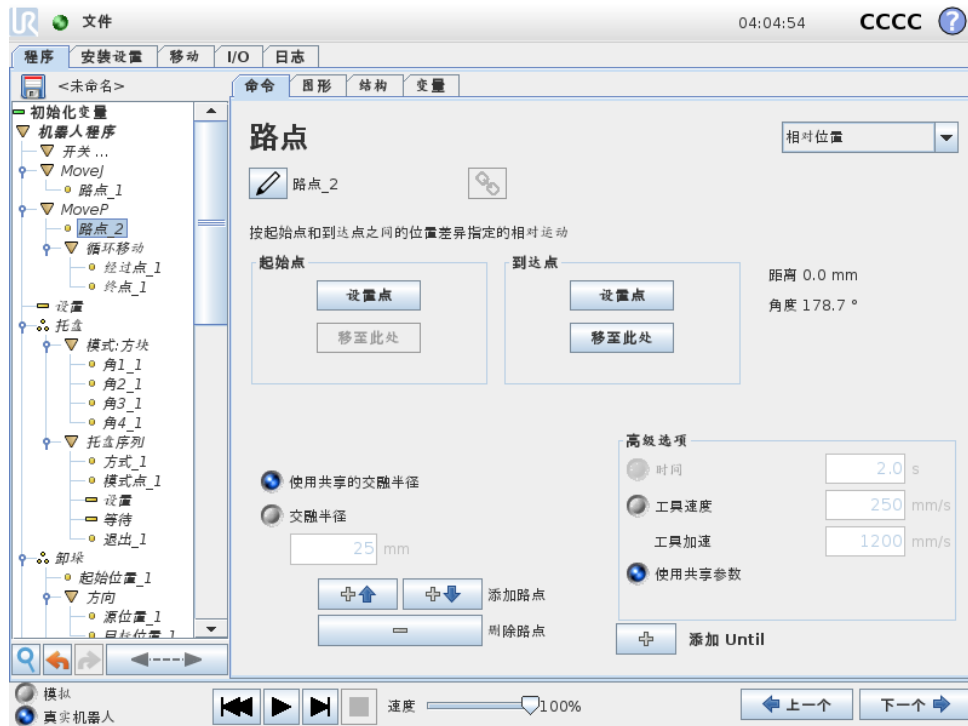 UR 文件 04:04:54 CCCC ?
程序 安装设置 移动 I/O 日志
<未命名>
初始化变量
机器人程序
开关 ...
MoveJ
路点_1
MoveP
路点_2
循环移动
经过点_1
终点_1
设置
托盘
模式:方块
角1_1
角2_1
角3_1
角4_1
托盘序列
方式_1
模式点_1
设置
等待
退出_1
卸垛
起始位置_1
方向
源位置_1
目标位置_1
命令 图形 结构 变量
路点
相对位置
路点_2
按起始点和到达点之间的位置差异指定的相对运动
起始点
设置点
移至此处
到达点
设置点
移至此处
距离 0.0 mm
角度 178.7 °
使用共享的交融半径
交融半径
25 mm
添加路点
删除路点
高级选项
时间 2.0 s
工具速度 250 mm/s
工具加速 1200 mm/s
使用共享参数
添加 Until
模拟
真实机器人
速度 100%
上一个 下一个